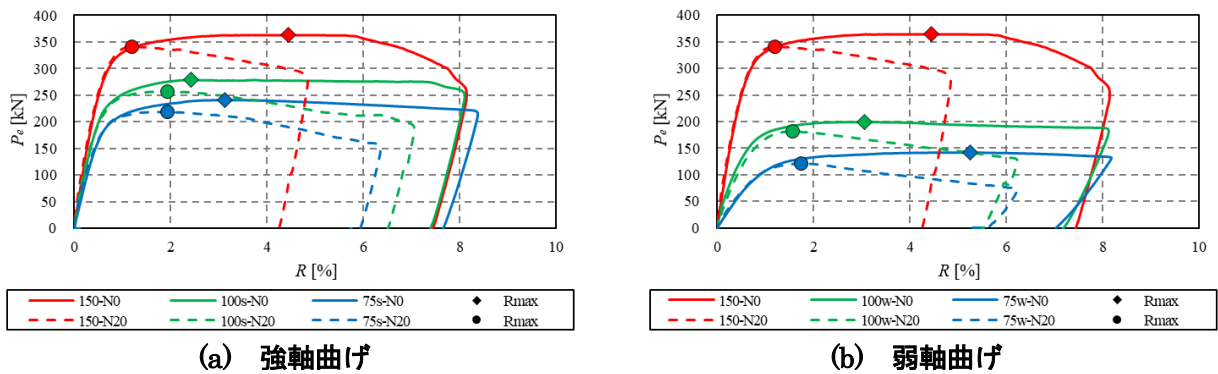 400
350
300
250
200
150
100
50
0
Pe [kN]
0 2 4 6 8 10
R [%]
150-N0 100s-N0 75s-N0 Rmax
150-N20 100s-N20 75s-N20 Rmax
(a) 強軸曲げ
400
350
300
250
200
150
100
50
0
Pe [kN]
0 2 4 6 8 10
R [%]
150-N0 100w-N0 75w-N0 Rmax
150-N20 100w-N20 75w-N20 Rmax
(b) 弱軸曲げ